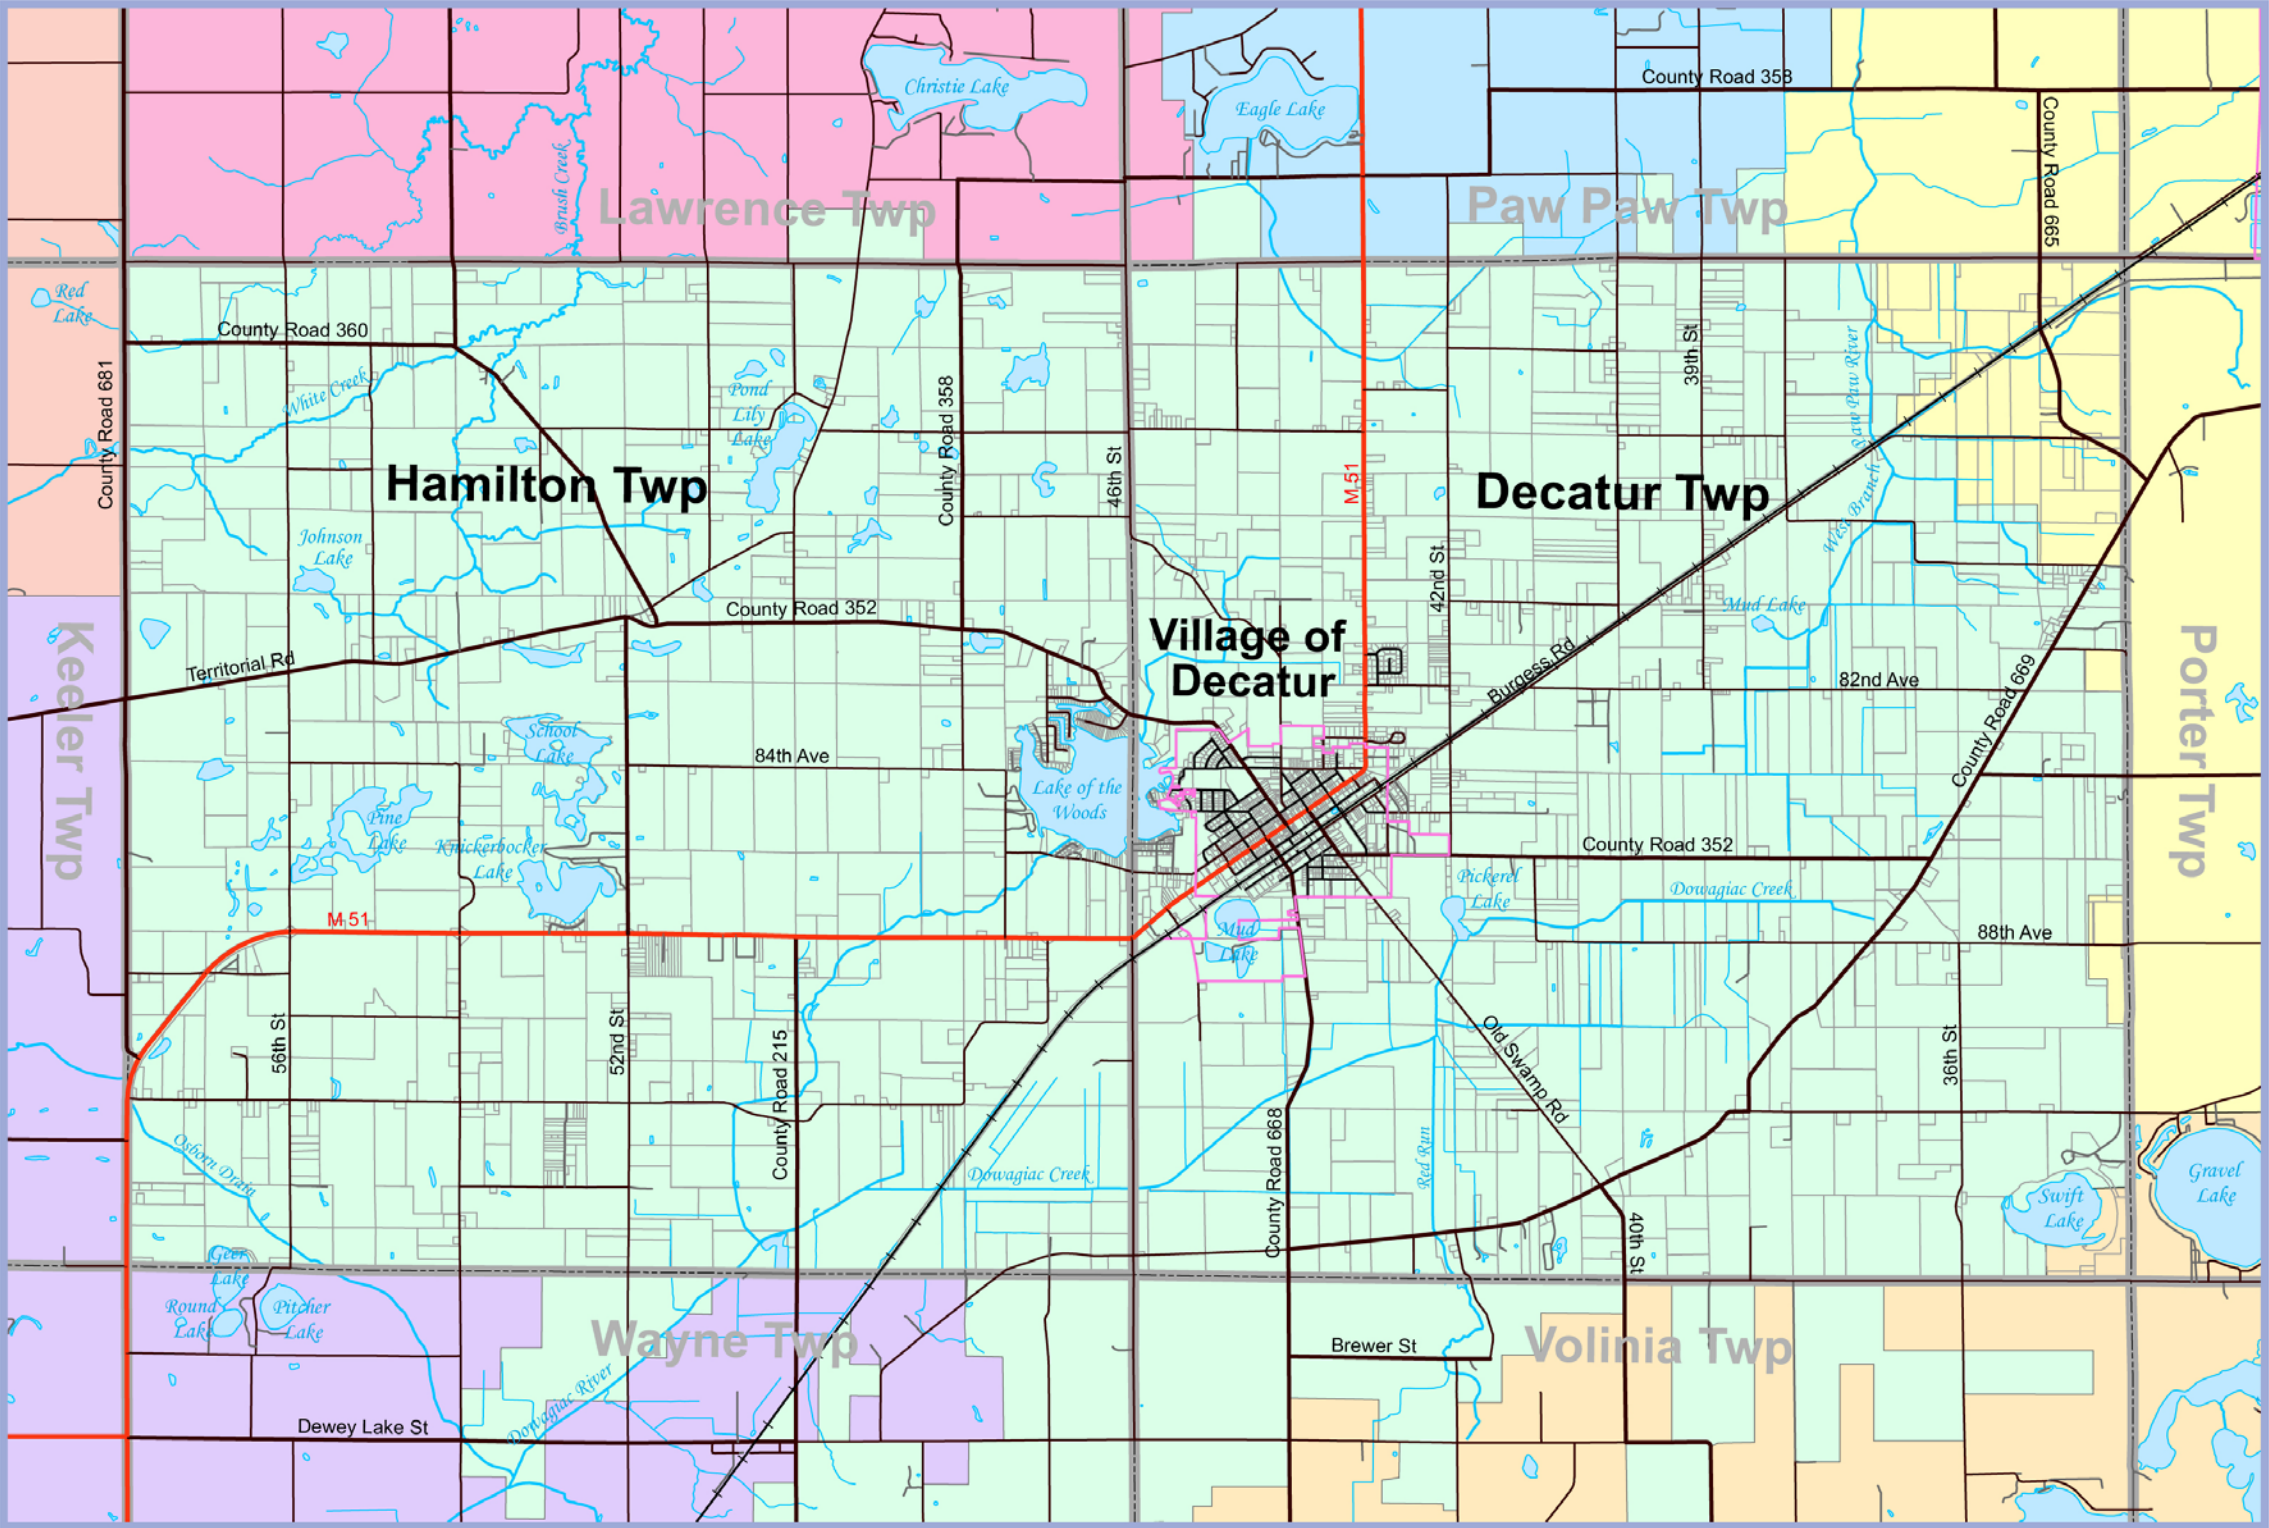 County Road 358
Christie Lake
Eagle Lake
County Road 665
Brush Creek
Lawrence Twp
Paw Paw Twp
Red
Lake
County Road 360
County Road 681
White Creek
Pond
Lily
Lake
County Road 358
39th St
Paw Paw River
46th St
M 51
Hamilton Twp
Decatur Twp
West Branch
Johnson
Lake
42nd St
County Road 352
Mud Lake
Village of
Decatur
Keeler Twp
Territorial Rd
Burgess Rd
82nd Ave
County Road 669
Porter Twp
School
Lake
84th Ave
Lake of the
Woods
Pine
Lake
Knickerbocker
Lake
County Road 352
Pickerel
Lake
Dowagiac Creek
M 51
Mud
Lake
88th Ave
56th St
52nd St
County Road 215
Old Swamp Rd
36th St
Osborn Drain
Dowagiac Creek
County Road 668
Red Run
Swift
Lake
Gravel
Lake
40th St
Geer
Lake
Round
Lake
Pitcher
Lake
Wayne Twp
Brewer St
Volinia Twp
Dowagiac River
Dewey Lake St